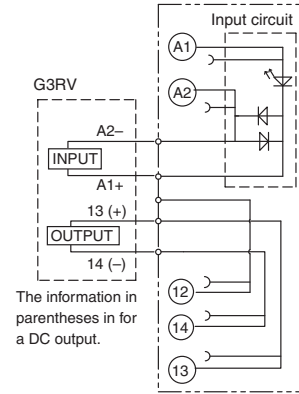 Input circuit
A1
G3RV
A2
A2–
INPUT
A1+
13 (+)
OUTPUT
14 (–)
12
The information in
parentheses in for
a DC output.
14
13